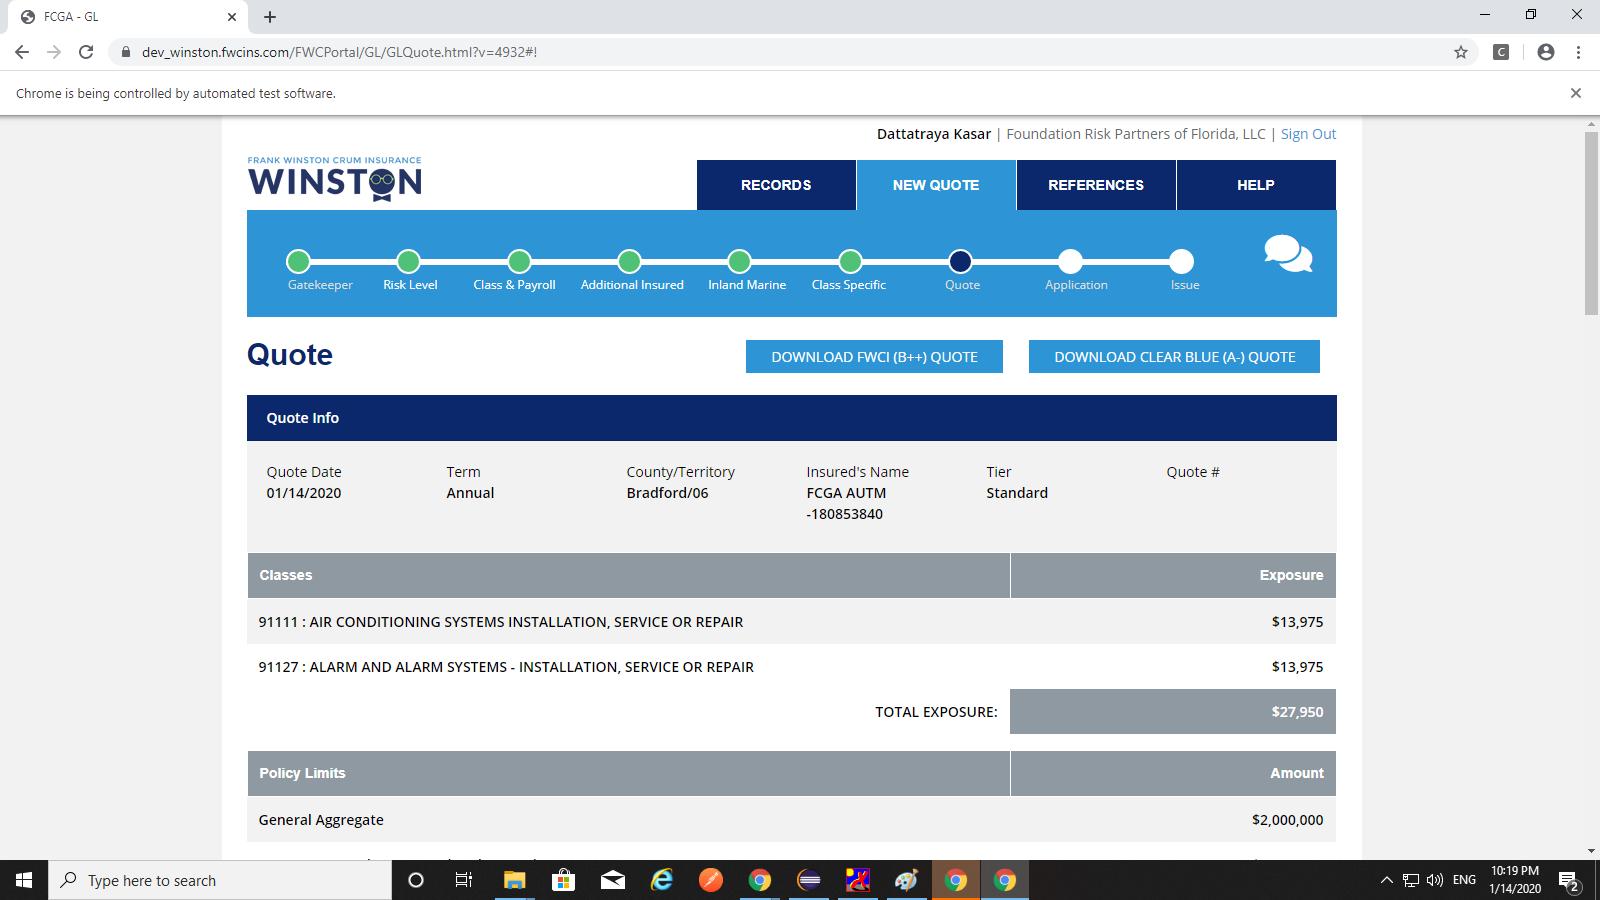 FCGA - GL
dev_winston.fwcins.com/FWCPortal/GL/GLQuote.html?v=4932#!
C
Chrome is being controlled by automated test software.
Dattatraya Kasar | Foundation Risk Partners of Florida, LLC | Sign Out
FRANK WINSTON CRUM INSURANCE
WINSTON
RECORDS
NEW QUOTE
REFERENCES
HELP
Gatekeeper
Risk Level
Class & Payroll
Additional Insured
Inland Marine
Class Specific
Quote
Application
Issue
Quote
DOWNLOAD FWCI (B++) QUOTE
DOWNLOAD CLEAR BLUE (A-) QUOTE
Quote Info
Quote Date
01/14/2020
Term
Annual
County/Territory
Bradford/06
Insured's Name
FCGA AUTM
-180853840
Tier
Standard
Quote #
Classes Exposure
91111 : AIR CONDITIONING SYSTEMS INSTALLATION, SERVICE OR REPAIR $13,975
91127 : ALARM AND ALARM SYSTEMS - INSTALLATION, SERVICE OR REPAIR $13,975
TOTAL EXPOSURE: $27,950
Policy Limits Amount
General Aggregate $2,000,000
Type here to search
ENG
10:19 PM
1/14/2020
2